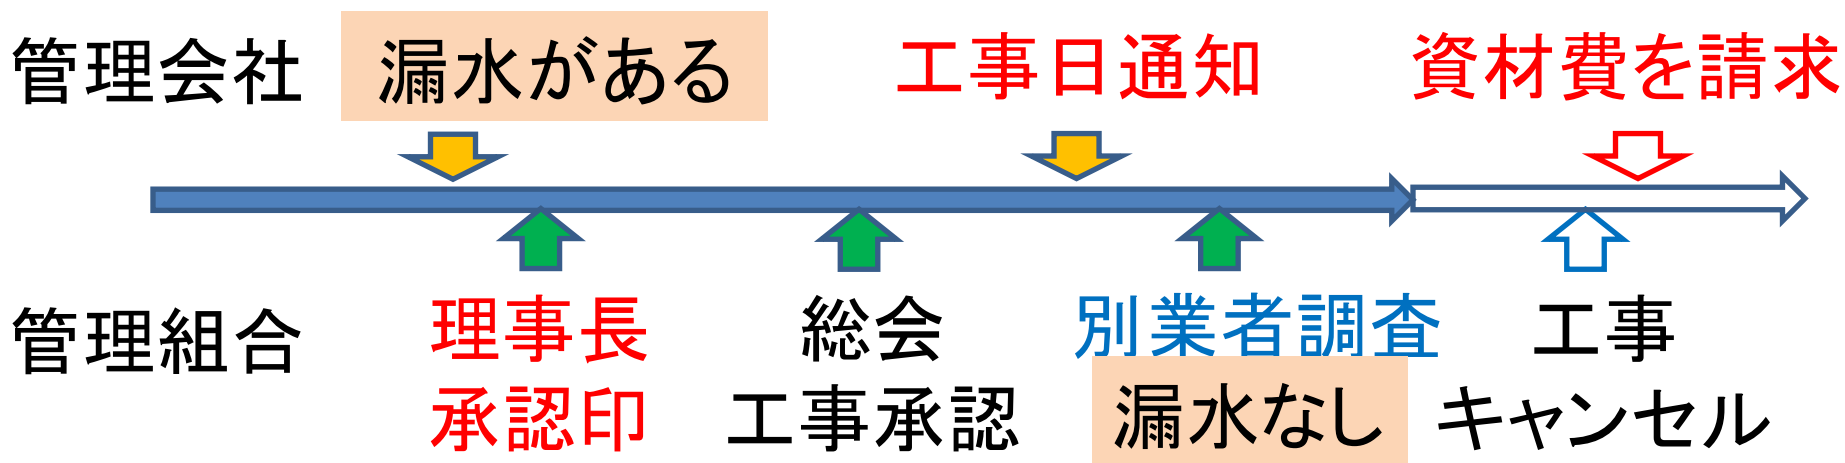 管理会社 漏水がある 工事日通知 資材費を請求
管理組合 理事長 総会 別業者調査 工事
承認印 工事承認 漏水なし キャンセル